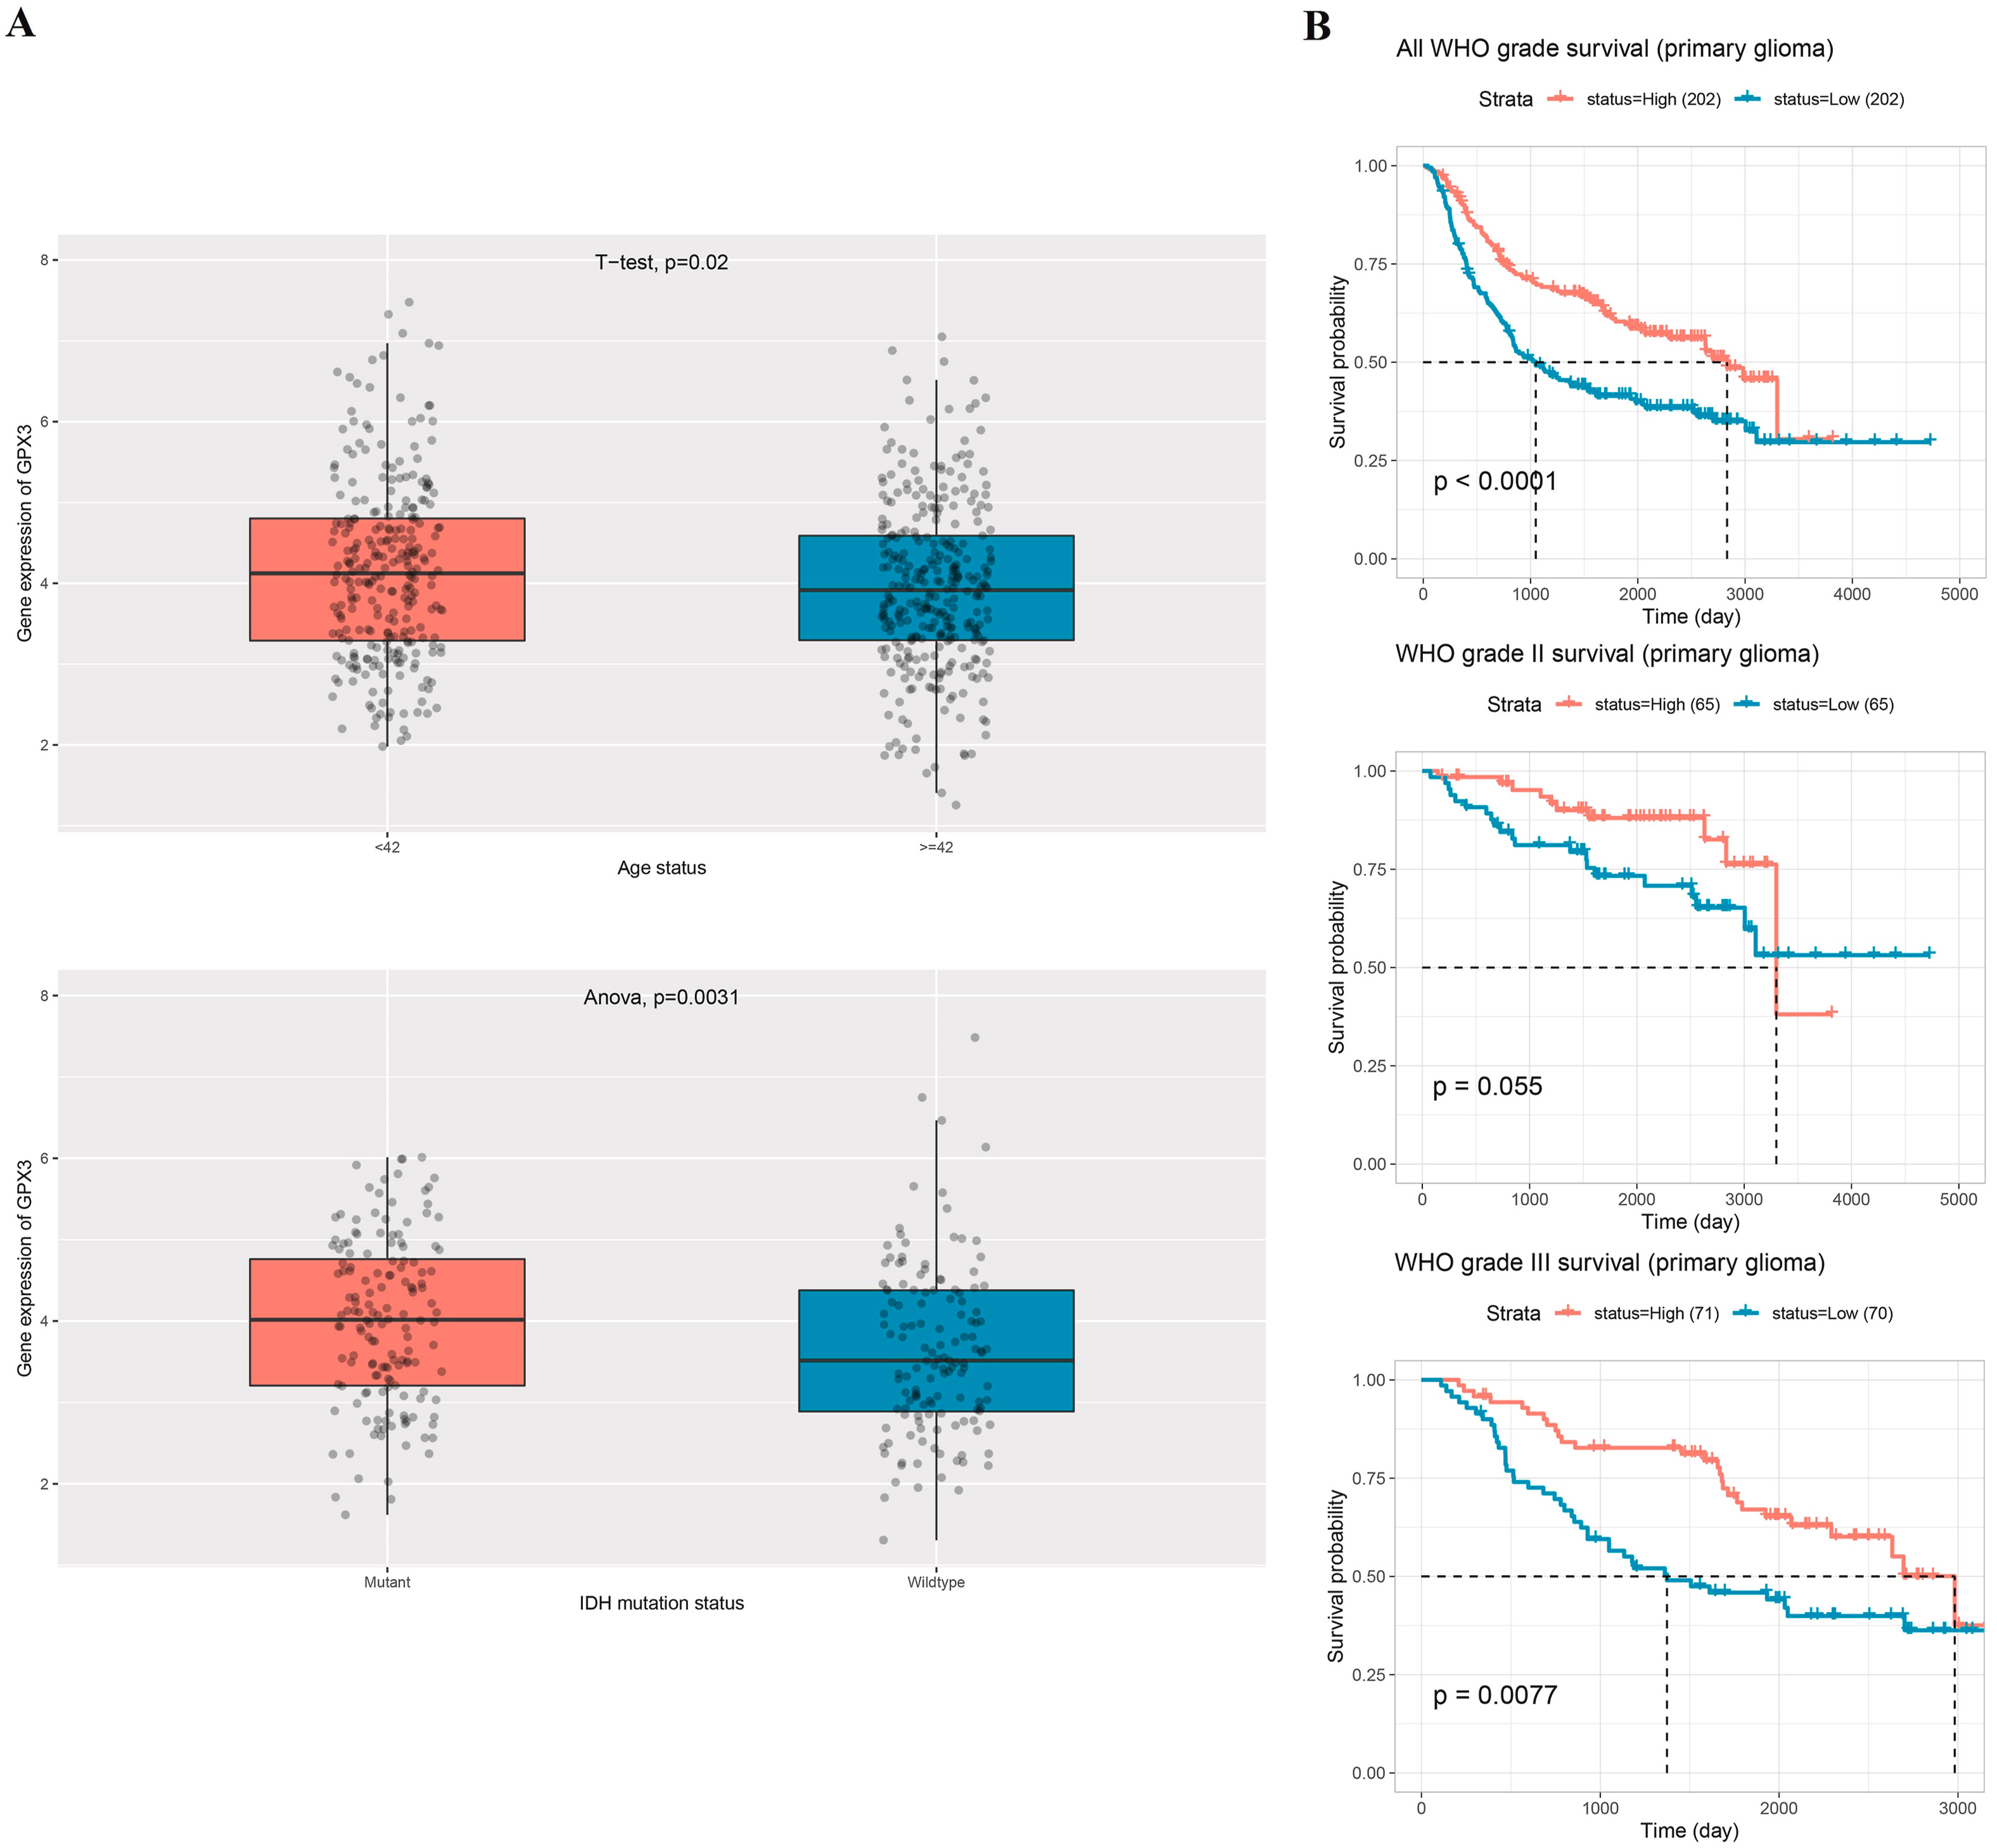 A
T-test, p=0.02
Gene expression of GPX3
8
6
4
2
<42
>=42
Age status
Anova, p=0.0031
Gene expression of GPX3
8
6
4
2
Mutant
Wildtype
IDH mutation status
B
All WHO grade survival (primary glioma)
Strata status=High (202) status=Low (202)
Survival probability
1.00
0.75
0.50
0.25
0.00
p < 0.0001
0 1000 2000 3000 4000 5000
Time (day)
WHO grade II survival (primary glioma)
Strata status=High (65) status=Low (65)
Survival probability
1.00
0.75
0.50
0.25
0.00
p = 0.055
0 1000 2000 3000 4000 5000
Time (day)
WHO grade III survival (primary glioma)
Strata status=High (71) status=Low (70)
Survival probability
1.00
0.75
0.50
0.25
0.00
p = 0.0077
0 1000 2000 3000
Time (day)